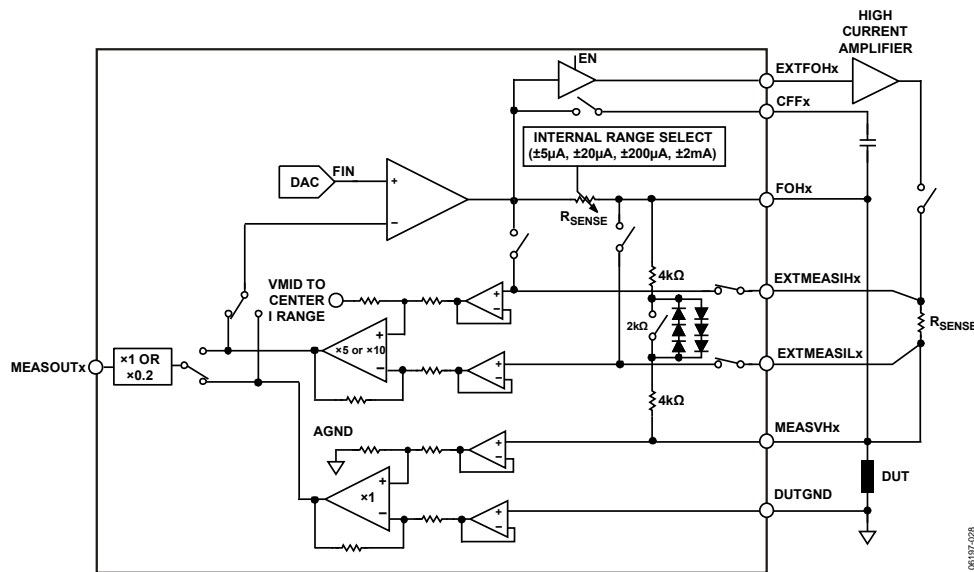 HIGH
CURRENT
AMPLIFIER
EN
EXTFOHx
CFFx
INTERNAL RANGE SELECT
(±5µA, ±20µA, ±200µA, ±2mA)
DAC
FIN
+
–
FOHx
RSENSE
4kΩ
VMID TO
CENTER
I RANGE
+
–
EXTMEASIHx
2kΩ
RSENSE
+
×5 or ×10
–
MEASOUTx
×1 OR
×0.2
+
–
EXTMEASILx
4kΩ
AGND
+
–
MEASVHx
+
×1
–
DUT
+
–
DUTGND
06197-028